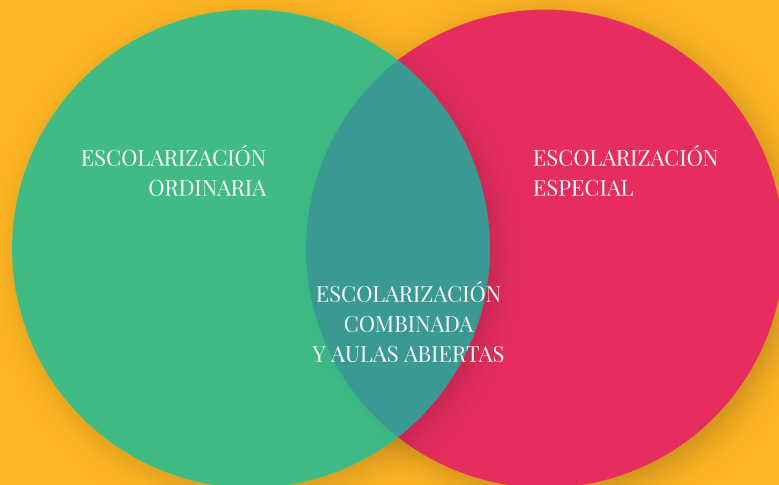 ESCOLARIZACIÓN
ORDINARIA
ESCOLARIZACIÓN
ESPECIAL
ESCOLARIZACIÓN
COMBINADA
Y AULAS ABIERTAS